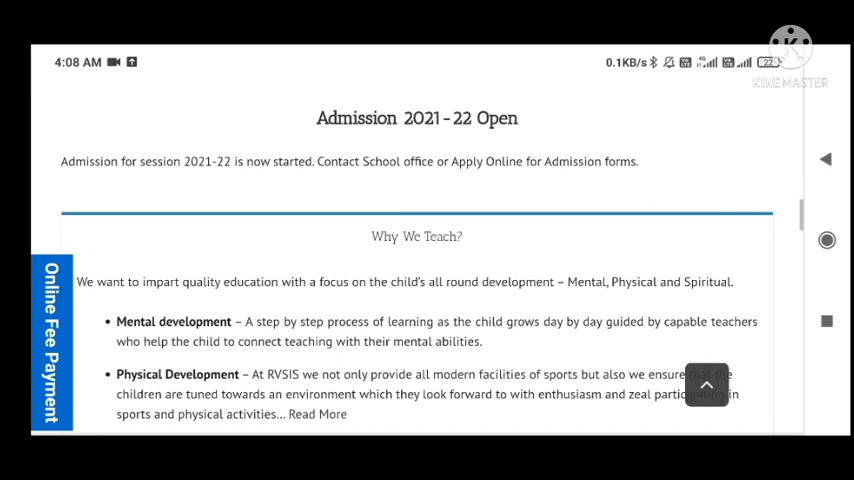 4:08 AM
0.1KB/s 4G 22
KINEMASTER
Admission 2021-22 Open
Admission for session 2021-22 is now started. Contact School office or Apply Online for Admission forms.
Why We Teach?
We want to impart quality education with a focus on the child's all round development – Mental, Physical and Spiritual.
• Mental development – A step by step process of learning as the child grows day by day guided by capable teachers
who help the child to connect teaching with their mental abilities.
• Physical Development – At RVSIS we not only provide all modern facilities of sports but also we ensure that the
children are tuned towards an environment which they look forward to with enthusiasm and zeal participating in
sports and physical activities... Read More
Online Fee Payment